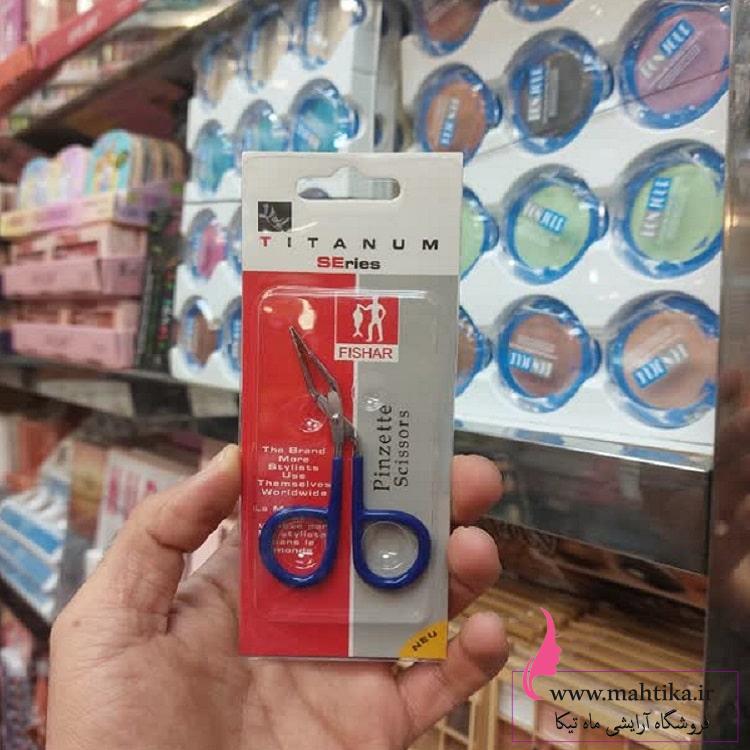 TITANUM
SEries
FISHAR
Pinzette
Scissors
The Brand
More
Stylists
Use
Themselves
Worldwide
monde
NEU
www.mahtika.ir
فروشگاه آرایشی ماه تیکا